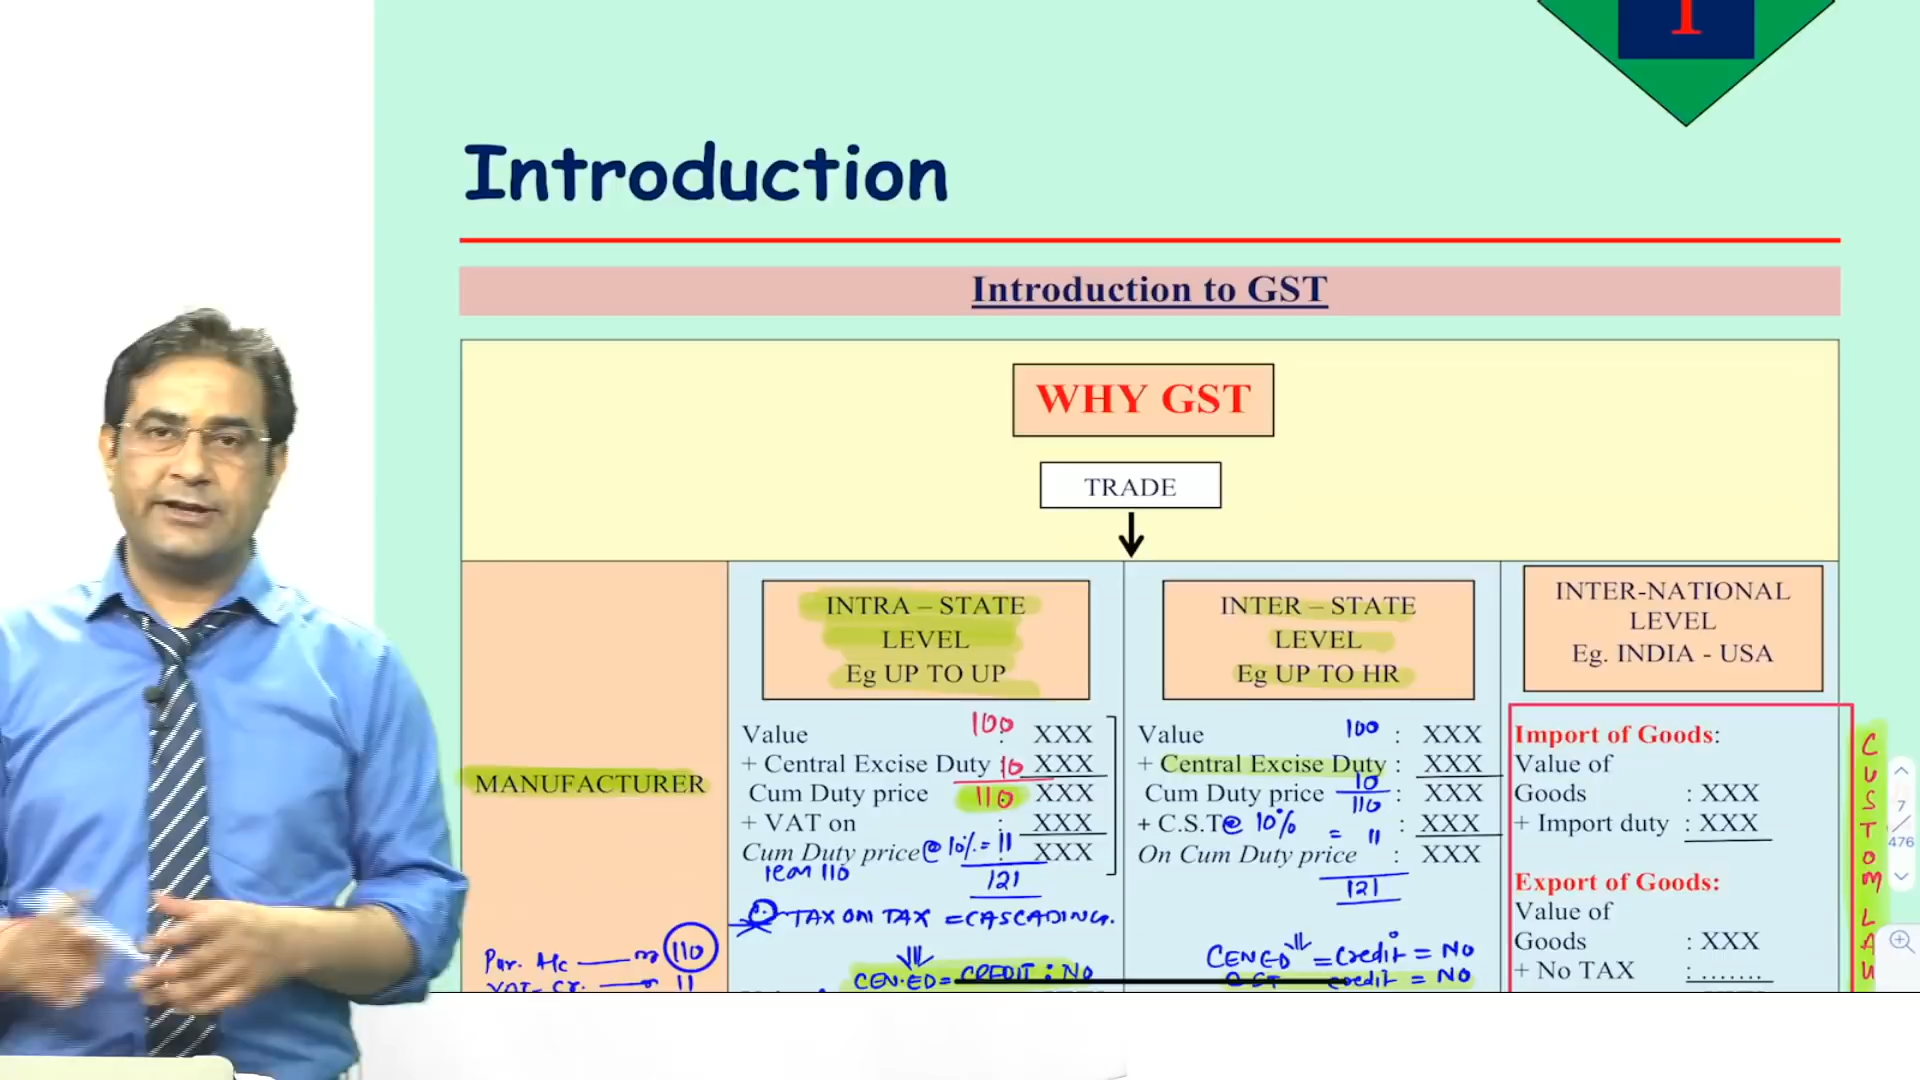 1
Introduction
Introduction to GST
WHY GST
TRADE
INTRA – STATE
LEVEL
Eg UP TO UP
INTER – STATE
LEVEL
Eg UP TO HR
INTER-NATIONAL
LEVEL
Eg. INDIA - USA
MANUFACTURER
Pur. A/c 110
VAT- Cr. 11
Value 100 : XXX
+ Central Excise Duty : 10 XXX
Cum Duty price 110 XXX
+ VAT on : XXX
Cum Duty price @ 10% = 11 : XXX
110 121
TAX ON TAX = CASCADING.
CEN.ED = CREDIT : NO
Value 100 : XXX
+ Central Excise Duty : XXX
10
Cum Duty price 110 : XXX
+ C.S.T @ 10% = 11 : XXX
On Cum Duty price : XXX
121
CEN ED = Credit = NO
CST credit = NO
Import of Goods:
Value of
Goods : XXX
+ Import duty : XXX
Export of Goods:
Value of
Goods : XXX
+ No TAX : .......
CUSTOM LAW
7
476